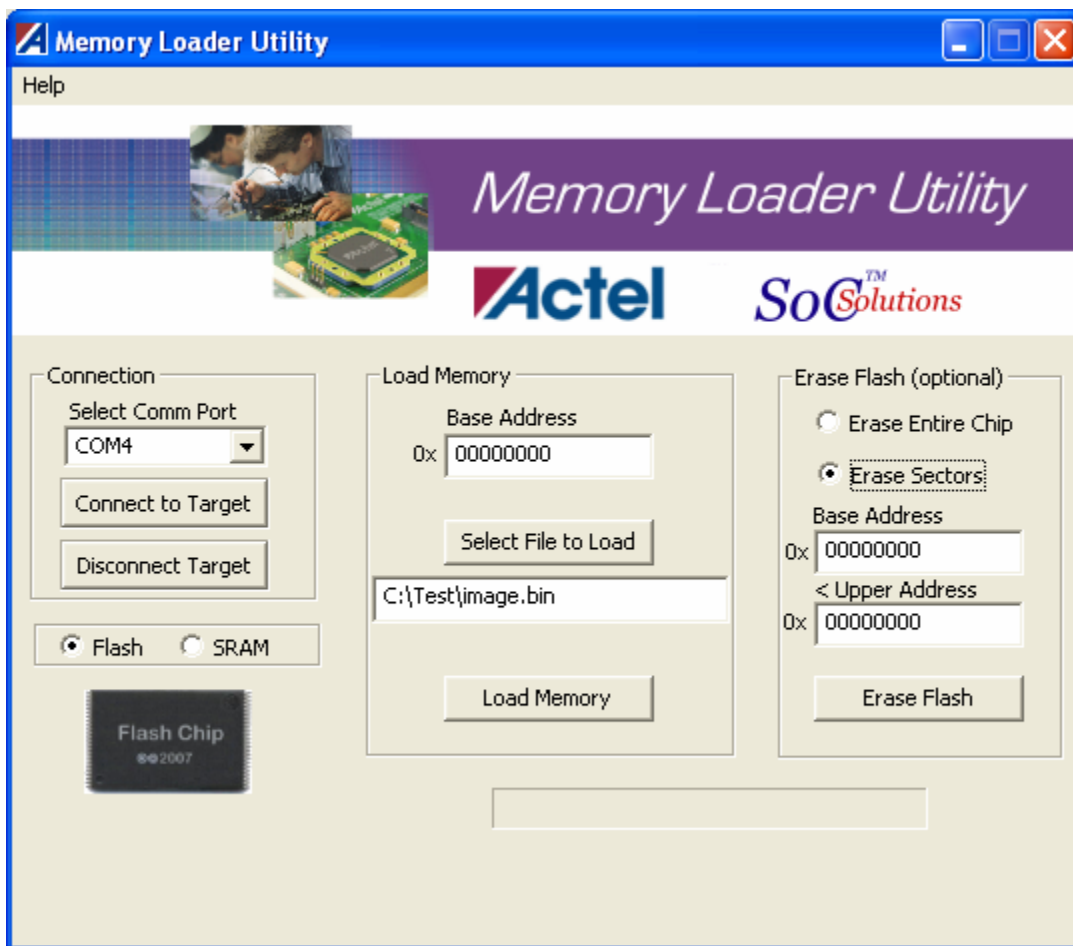 Memory Loader Utility
Help
Memory Loader Utility
Actel
SoC Solutions™
Connection
Select Comm Port
COM4
Connect to Target
Disconnect Target
Flash
SRAM
Flash Chip
2007
Load Memory
Base Address
0x 00000000
Select File to Load
C:\Test\image.bin
Load Memory
Erase Flash (optional)
Erase Entire Chip
Erase Sectors
Base Address
0x 00000000
< Upper Address
0x 00000000
Erase Flash